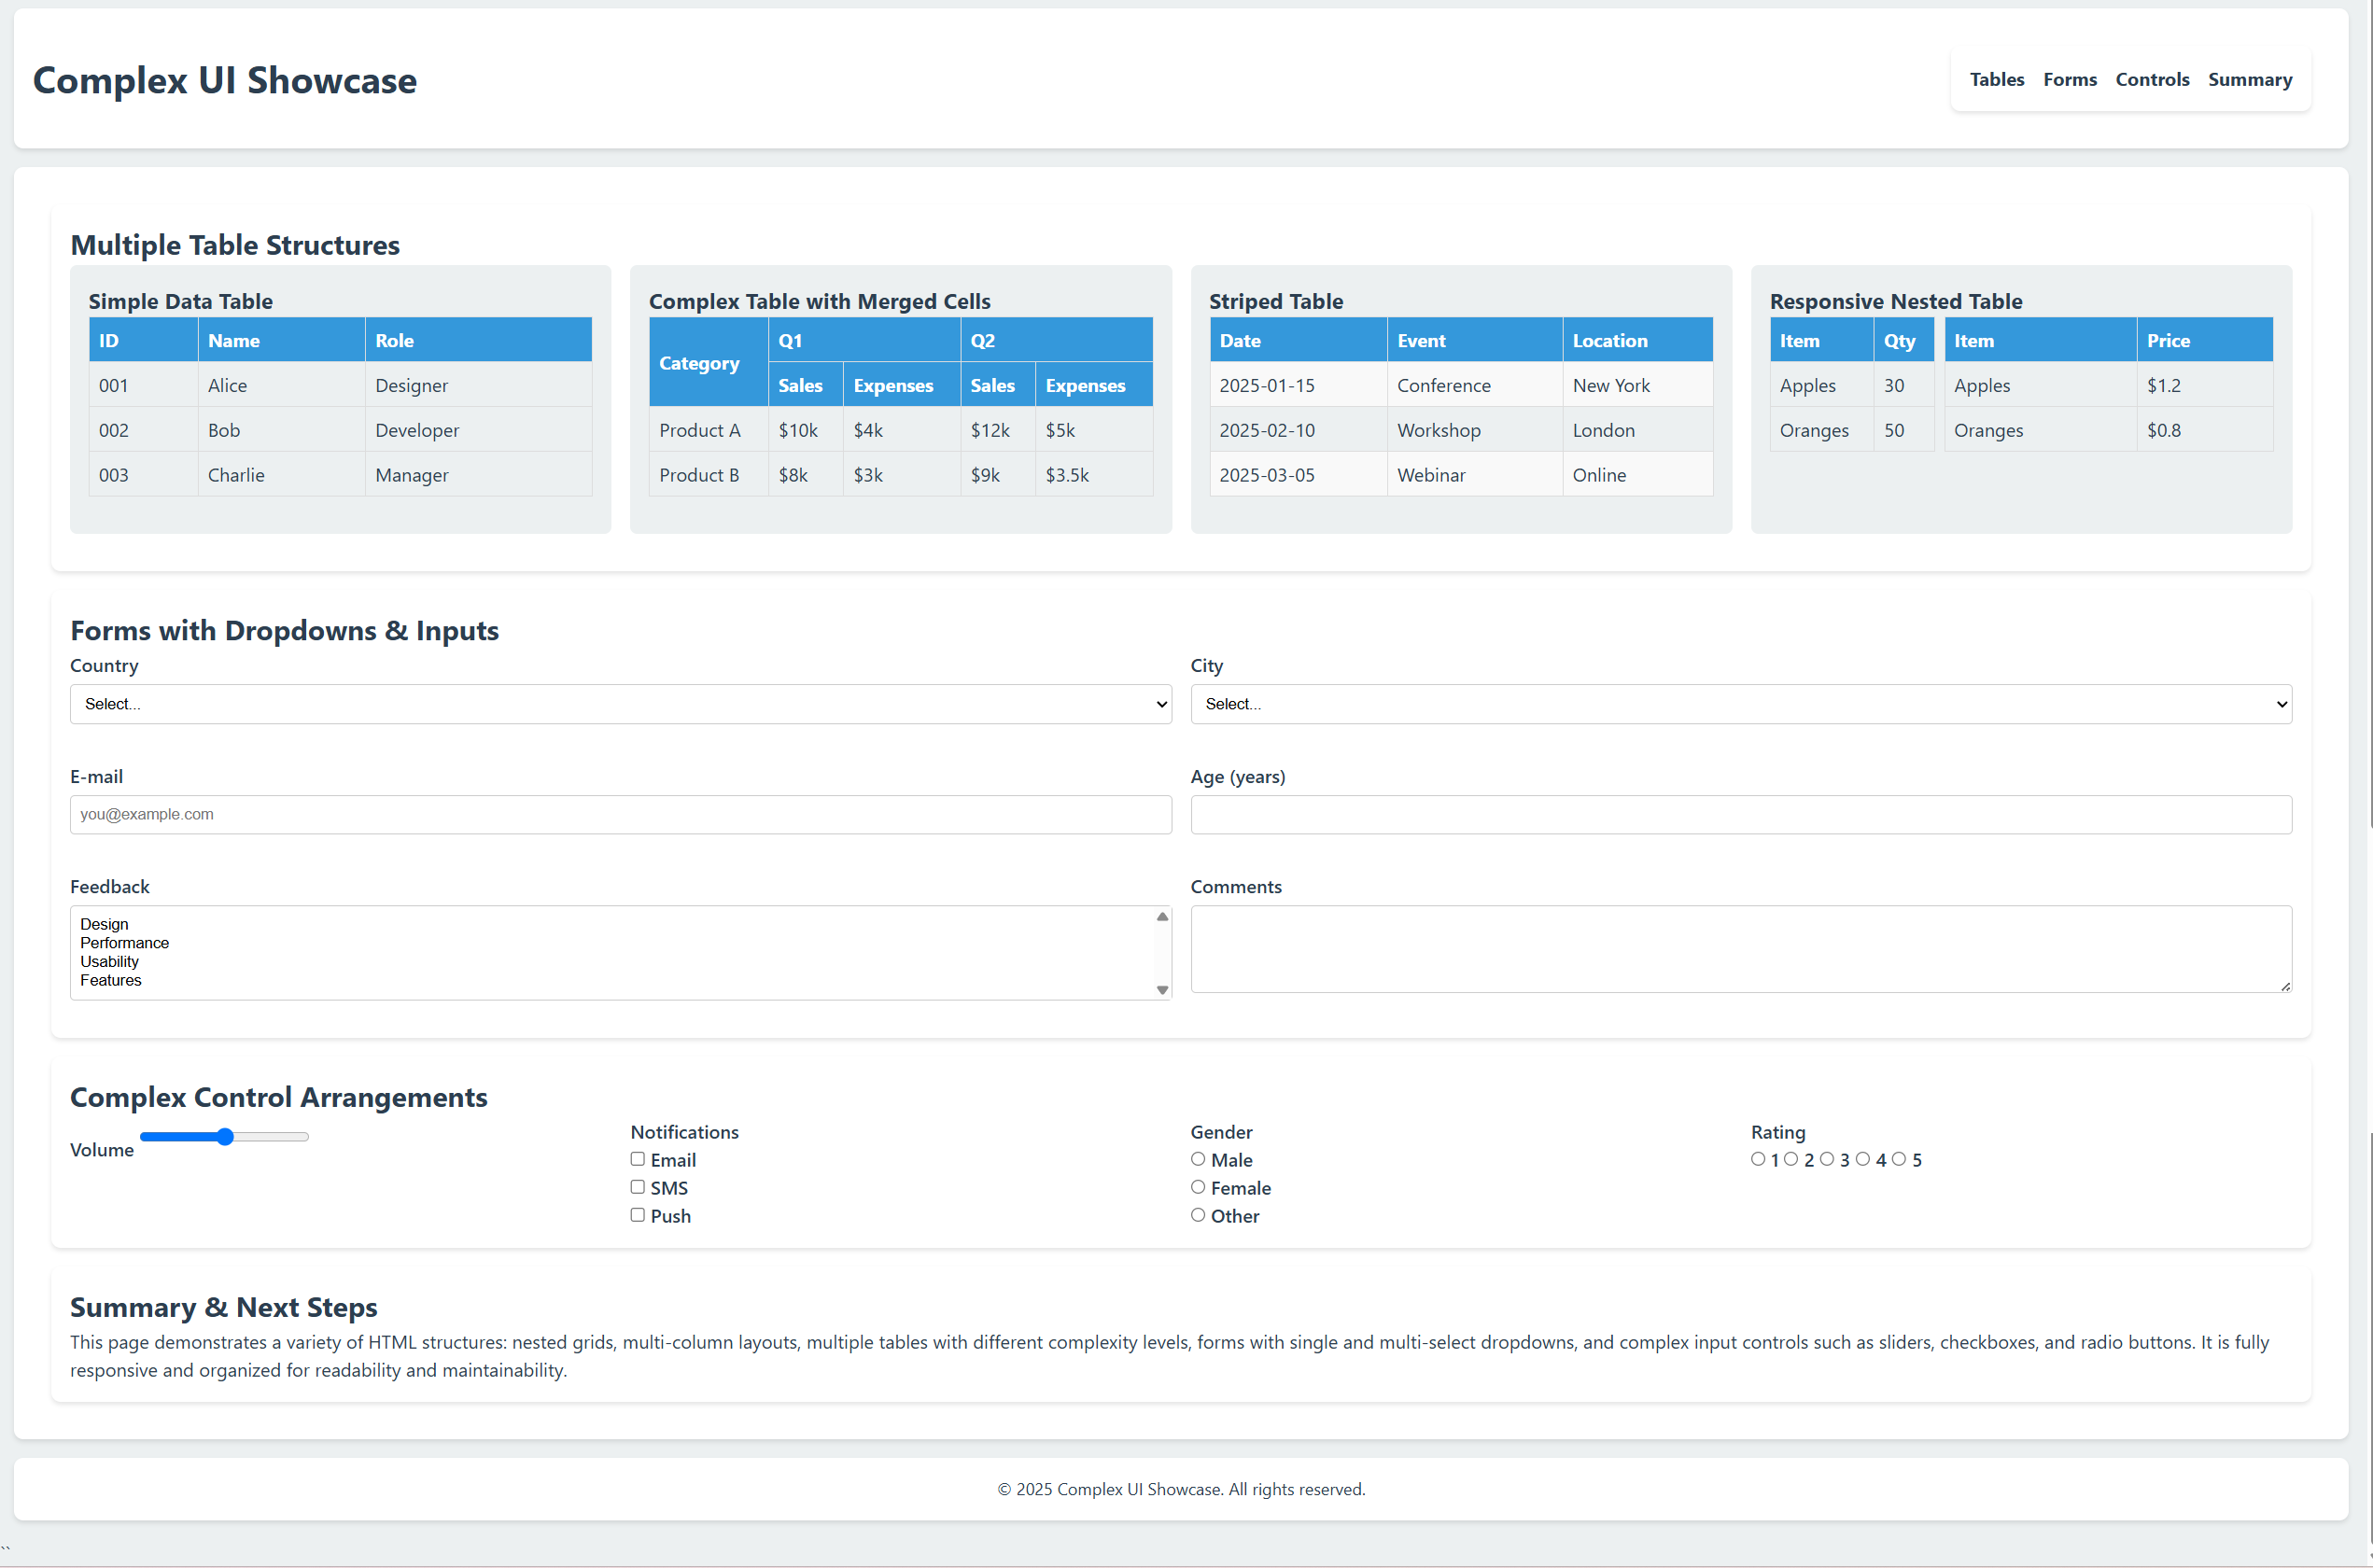 Complex UI Showcase
Tables Forms Controls Summary
Multiple Table Structures
Simple Data Table
ID Name Role
001 Alice Designer
002 Bob Developer
003 Charlie Manager
Complex Table with Merged Cells
Category Q1 Q2
Sales Expenses Sales Expenses
Product A $10k $4k $12k $5k
Product B $8k $3k $9k $3.5k
Striped Table
Date Event Location
2025-01-15 Conference New York
2025-02-10 Workshop London
2025-03-05 Webinar Online
Responsive Nested Table
Item Qty Item Price
Apples 30 Apples $1.2
Oranges 50 Oranges $0.8
Forms with Dropdowns & Inputs
Country
Select...
City
Select...
E-mail
you@example.com
Age (years)
Feedback
Design
Performance
Usability
Features
Comments
Complex Control Arrangements
Volume
Notifications
Email
SMS
Push
Gender
Male
Female
Other
Rating
1 2 3 4 5
Summary & Next Steps
This page demonstrates a variety of HTML structures: nested grids, multi-column layouts, multiple tables with different complexity levels, forms with single and multi-select dropdowns, and complex input controls such as sliders, checkboxes, and radio buttons. It is fully
responsive and organized for readability and maintainability.
© 2025 Complex UI Showcase. All rights reserved.
``